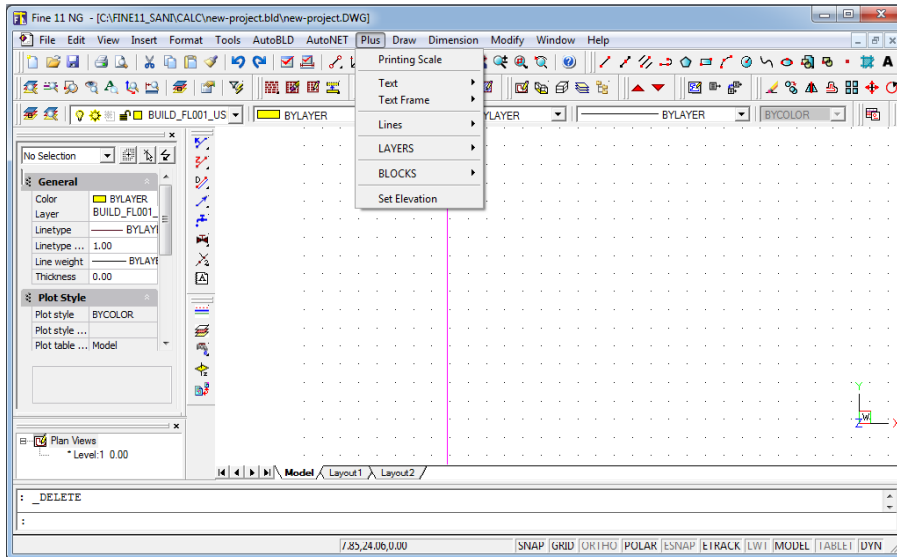 Fine 11 NG - [C:\FINE11_SANI\CALC\new-project.bld\new-project.DWG]
File Edit View Insert Format Tools AutoBLD AutoNET Plus Draw Dimension Modify Window Help
Printing Scale
Text
Text Frame
Lines
LAYERS
BLOCKS
Set Elevation
BUILD_FL001_US
BYLAYER
YLAYER
BYLAYER
BYCOLOR
No Selection
General
Color BYLAYER
Layer BUILD_FL001_
Linetype BYLAYI
Linetype ... 1.00
Line weight BYLAYE
Thickness 0.00
Plot Style
Plot style BYCOLOR
Plot style ...
Plot table ... Model
Plan Views
* Level:1 0.00
Y
W
Z X
Model Layout1 Layout2
: _DELETE
:
7.85,24.06,0.00 SNAP GRID ORTHO POLAR ESNAP ETRACK LWT MODEL TABLET DYN